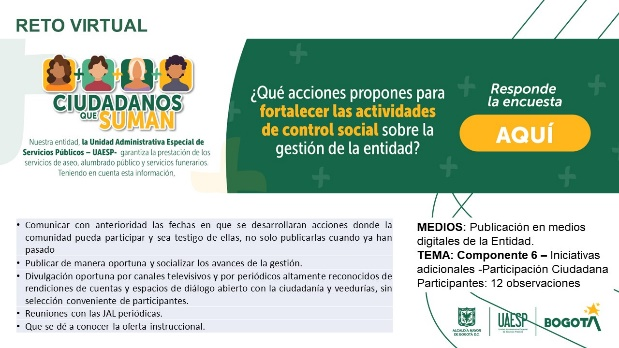 RETO VIRTUAL
CIUDADANOS
QUE SUMAN
Nuestra entidad, la Unidad Administrativa Especial de
Servicios Públicos – UAESP- garantiza la prestación de los
servicios de aseo, alumbrado público y servicios funerarios.
Teniendo en cuenta esta información,
¿Qué acciones propones para
fortalecer las actividades
de control social sobre la
gestión de la entidad?
Responde
la encuesta
AQUÍ
• Comunicar con anterioridad las fechas en que se desarrollaran acciones donde la
comunidad pueda participar y sea testigo de ellas, no solo publicarlas cuando ya han
pasado
• Publicar de manera oportuna y socializar los avances de la gestión.
• Divulgación oportuna por canales televisivos y por periódicos altamente reconocidos de
rendiciones de cuentas y espacios de diálogo abierto con la ciudadanía y veedurías, sin
selección conveniente de participantes.
• Reuniones con las JAL periódicas.
• Que se dé a conocer la oferta instruccional.
MEDIOS: Publicación en medios
digitales de la Entidad.
TEMA: Componente 6 – Iniciativas
adicionales -Participación Ciudadana
Participantes: 12 observaciones
ALCALDÍA MAYOR
DE BOGOTÁ D.C.
UAESP
BOGOTÁ